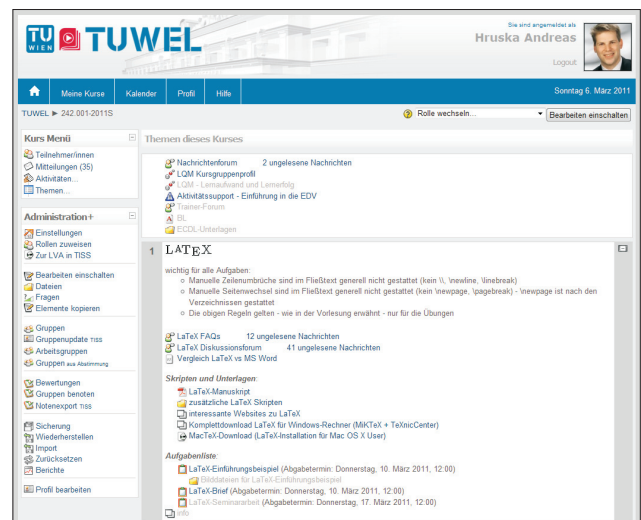 TU
WIEN
TUWEL
Sie sind angemeldet als
Hruska Andreas
Logout
Meine Kurse
Kalender
Profil
Hilfe
Sonntag 6. März 2011
TUWEL ► 242.001-2011S
Rolle wechseln...
Bearbeiten einschalten
Kurs Menü
Teilnehmer/innen
Mitteilungen (35)
Aktivitäten...
Themen...
Administration+
Einstellungen
Rollen zuweisen
Zur LVA in TISS
Bearbeiten einschalten
Dateien
Fragen
Elemente kopieren
Gruppen
Gruppenupdate TISS
Arbeitsgruppen
Gruppen aus Abstimmung
Bewertungen
Gruppen benoten
Notenexport TISS
Sicherung
Wiederherstellen
Import
Zurücksetzen
Berichte
Profil bearbeiten
Themen dieses Kurses
Nachrichtenforum 2 ungelesene Nachrichten
LQM Kursgruppenprofil
LQM - Lernaufwand und Lernerfolg
Aktivitätssupport - Einführung in die EDV
Trainer-Forum
BL
ECDL-Unterlagen
1
LATEX
wichtig für alle Aufgaben:
Manuelle Zeilenumbrüche sind im Fließtext generell nicht gestattet (kein \\, \newline, \linebreak)
Manuelle Seitenwechsel sind im Fließtext generell nicht gestattet (kein \newpage, \pagebreak) - \newpage ist nach den
Verzeichnissen gestattet
Die obigen Regeln gelten - wie in der Vorlesung erwähnt - nur für die Übungen
LaTeX FAQs 12 ungelesene Nachrichten
LaTeX Diskussionsforum 41 ungelesene Nachrichten
Vergleich LaTeX vs MS Word
Skripten und Unterlagen:
LaTeX-Manuskript
zusätzliche LaTeX Skripten
interessante Websites zu LaTeX
Komplettdownload LaTeX für Windows-Rechner (MiKTeX + TeXnicCenter)
MacTeX-Download (LaTeX-Installation für Mac OS X User)
Aufgabenliste:
LaTeX-Einführungsbeispiel (Abgabetermin: Donnerstag, 10. März 2011, 12:00)
Bilddateien für LaTeX-Einführungsbeispiel
LaTeX-Brief (Abgabetermin: Donnerstag, 10. März 2011, 12:00)
LaTeX-Seminararbeit (Abgabetermin: Donnerstag, 17. März 2011, 12:00)
info